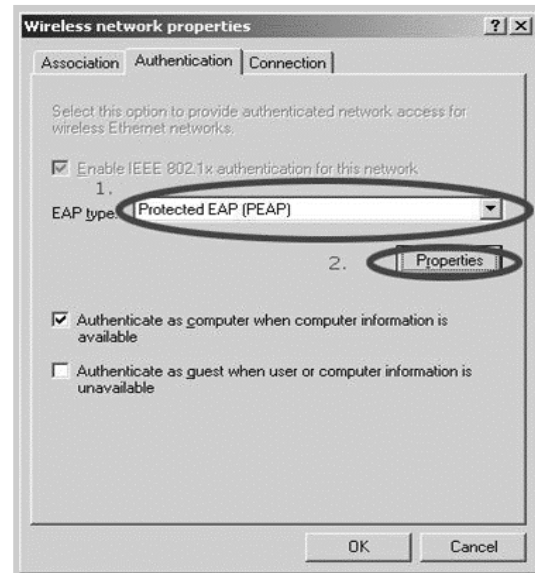 Wireless network properties
? X
Association Authentication Connection
Select this option to provide authenticated network access for
wireless Ethernet networks.
Enable IEEE 802.1x authentication for this network
1.
EAP type: Protected EAP (PEAP)
2. Properties
Authenticate as computer when computer information is
available
Authenticate as guest when user or computer information is
unavailable
OK Cancel